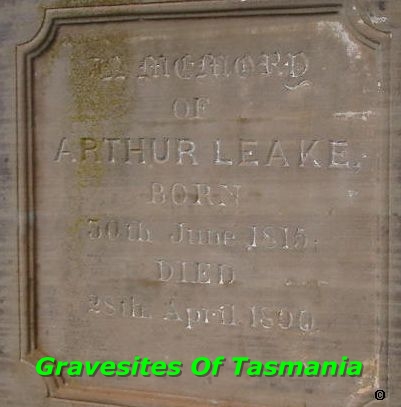 IN MEMORY
OF
ARTHUR LEAKE.
BORN
30th June 1815.
DIED
28th. April. 1890.
Gravesites Of Tasmania
©